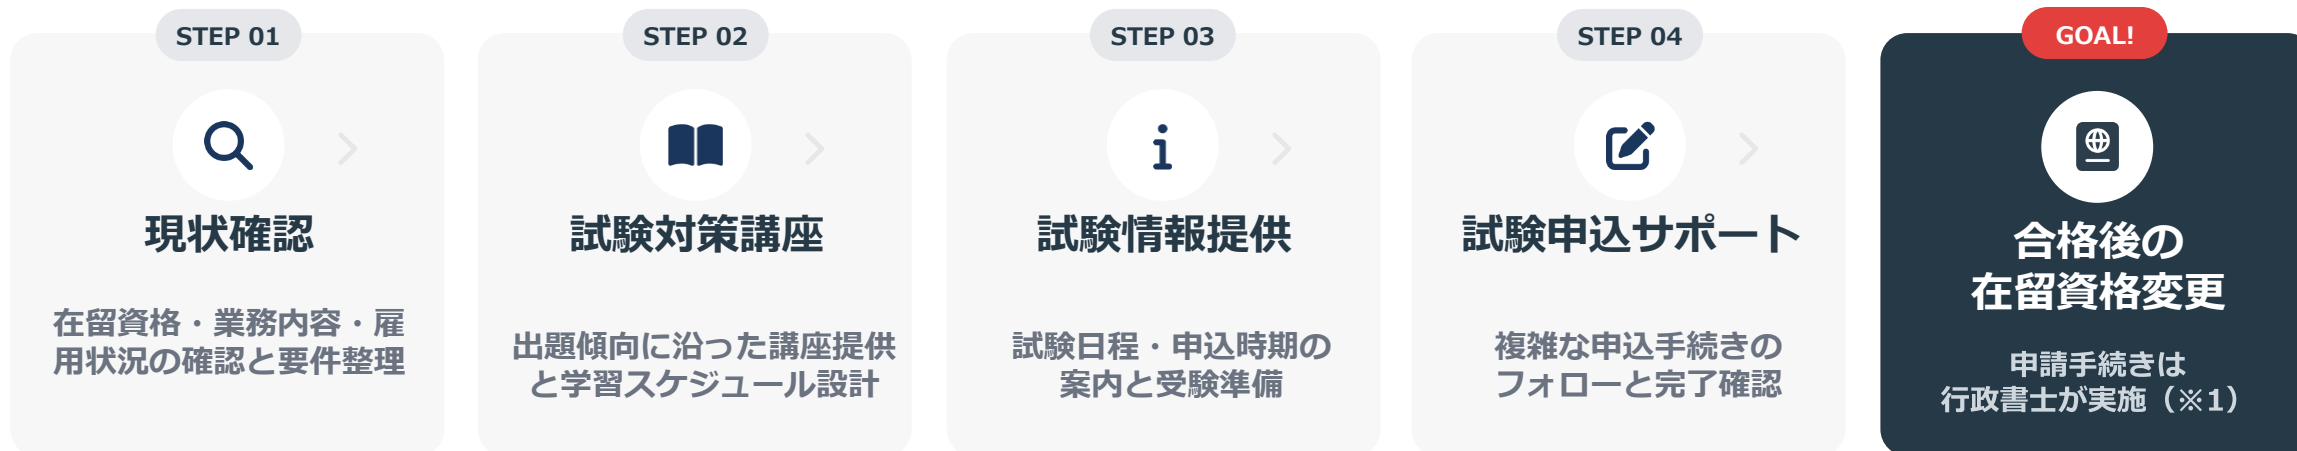 STEP 01
現状確認
在留資格・業務内容・雇
用状況の確認と要件整理
STEP 02
試験対策講座
出題傾向に沿った講座提供
と学習スケジュール設計
STEP 03
試験情報提供
試験日程・申込時期の
案内と受験準備
STEP 04
試験申込サポート
複雑な申込手続きの
フォローと完了確認
GOAL!
合格後の
在留資格変更
申請手続きは
行政書士が実施（※1）